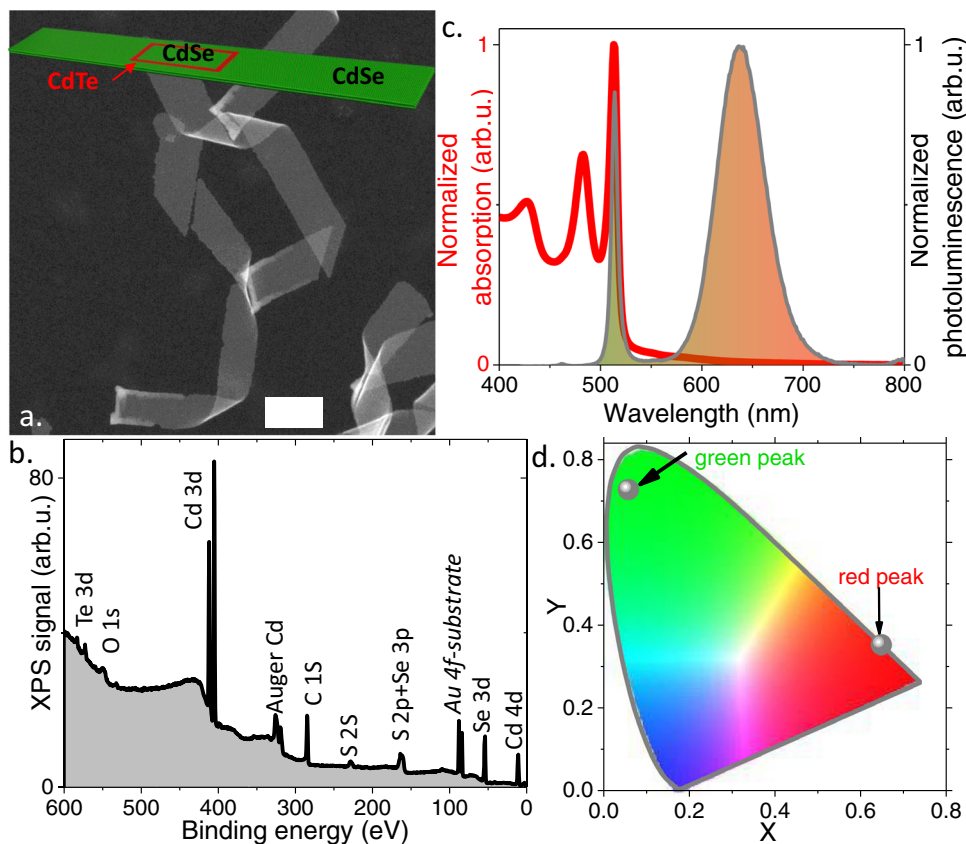 CdSe
CdTe
CdSe
a.
b.
80
0
XPS signal (arb.u.)
Te 3d
O 1s
Cd 3d
Auger Cd
C 1S
S 2S
S 2p+Se 3p
Au 4f-substrate
Se 3d
Cd 4d
600 500 400 300 200 100 0
Binding energy (eV)
c.
1
0
Normalized
absorption (arb.u.)
1
0
Normalized
photoluminescence (arb.u.)
400 500 600 700 800
Wavelength (nm)
d.
0.8
0.6
0.4
0.2
0.0
Y
green peak
red peak
0.0 0.2 0.4 0.6 0.8
X